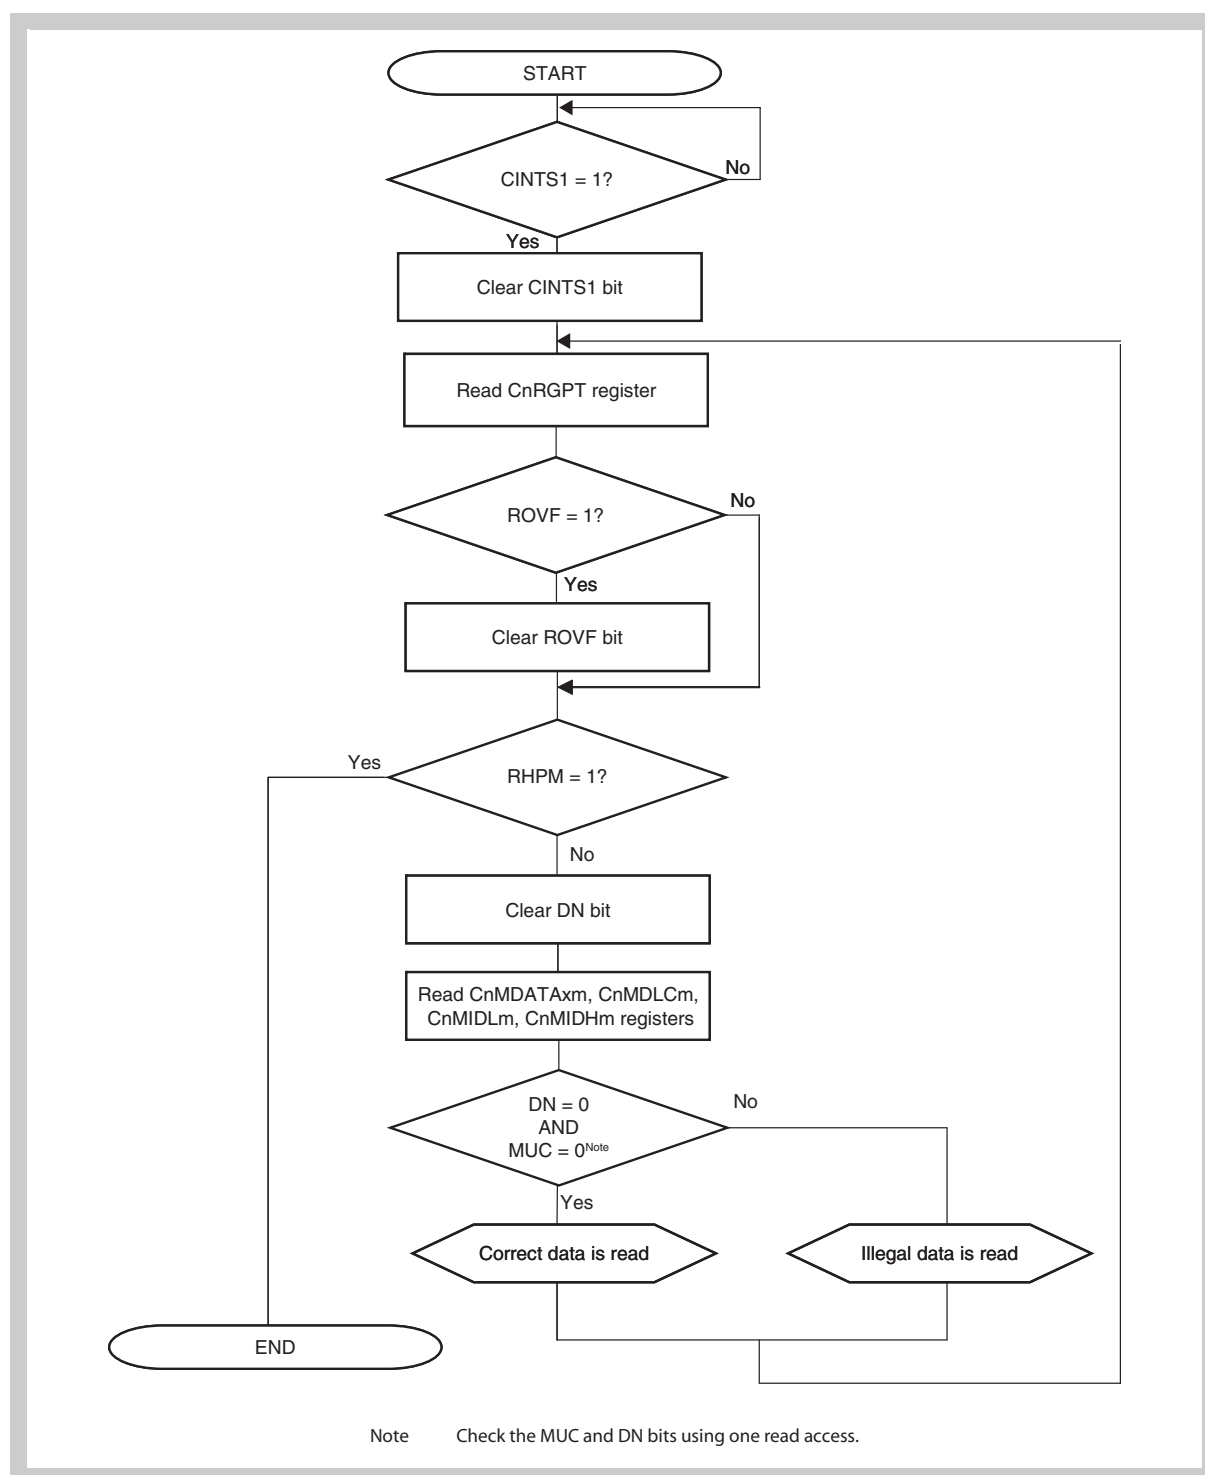 START
CINTS1 = 1?
No
Yes
Clear CINTS1 bit
Read CnRGPT register
ROVF = 1?
No
Yes
Clear ROVF bit
RHPM = 1?
Yes
No
Clear DN bit
Read CnMDATAxm, CnMDLCm,
CnMIDLm, CnMIDHm registers
DN = 0
AND
MUC = 0Note
No
Yes
Correct data is read
Illegal data is read
END
Note Check the MUC and DN bits using one read access.